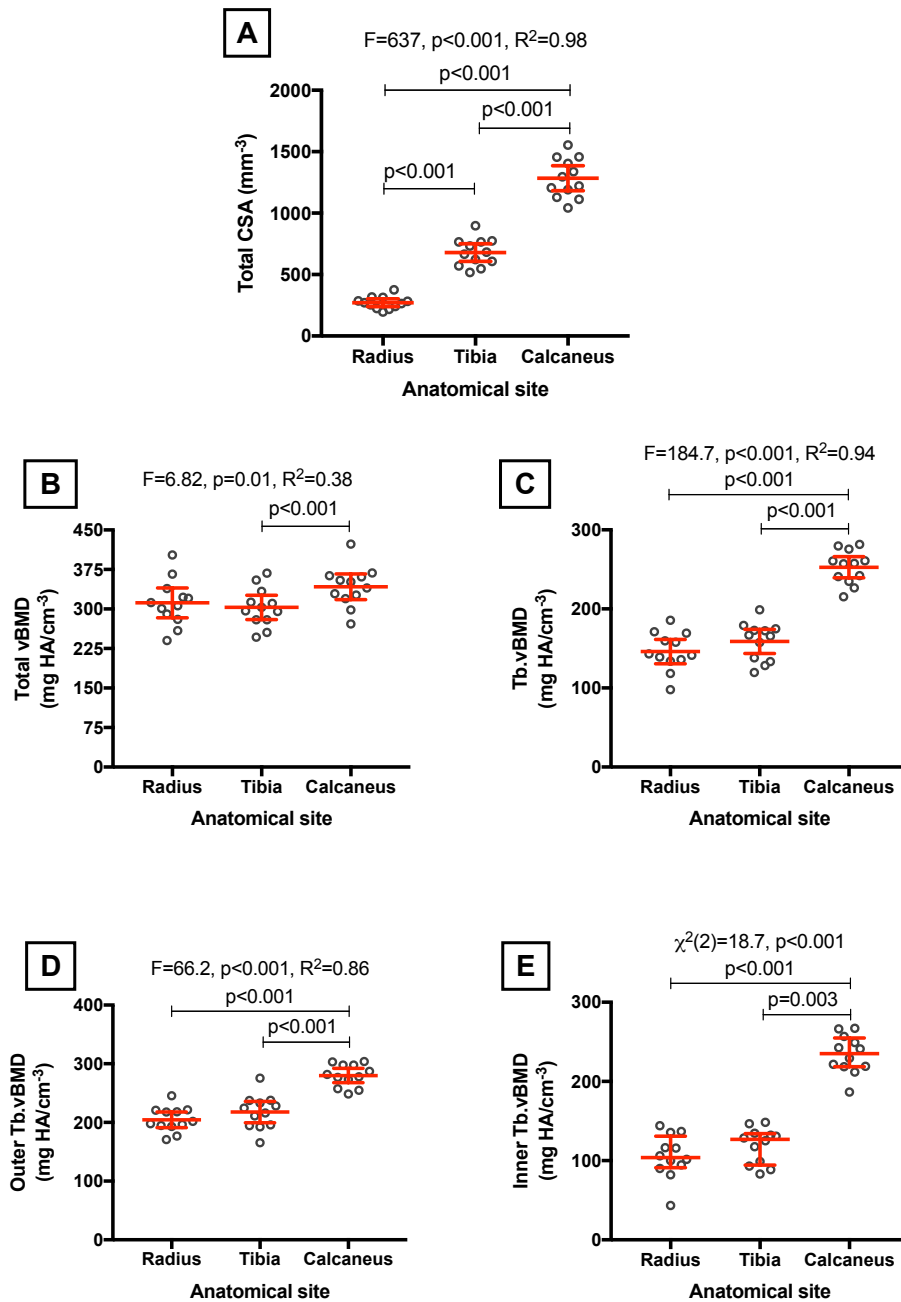 A
F=637, p<0.001, R²=0.98
p<0.001
p<0.001
p<0.001
2000
1500
1000
500
0
Total CSA (mm⁻³)
Radius Tibia Calcaneus
Anatomical site
B
F=6.82, p=0.01, R²=0.38
p<0.001
450
375
300
225
150
75
0
Total vBMD
(mg HA/cm⁻³)
Radius Tibia Calcaneus
Anatomical site
C
F=184.7, p<0.001, R²=0.94
p<0.001
p<0.001
300
200
100
0
Tb.vBMD
(mg HA/cm⁻³)
Radius Tibia Calcaneus
Anatomical site
D
F=66.2, p<0.001, R²=0.86
p<0.001
p<0.001
400
300
200
100
0
Outer Tb.vBMD
(mg HA/cm⁻³)
Radius Tibia Calcaneus
Anatomical site
E
χ²(2)=18.7, p<0.001
p<0.001
p=0.003
300
200
100
0
Inner Tb.vBMD
(mg HA/cm⁻³)
Radius Tibia Calcaneus
Anatomical site